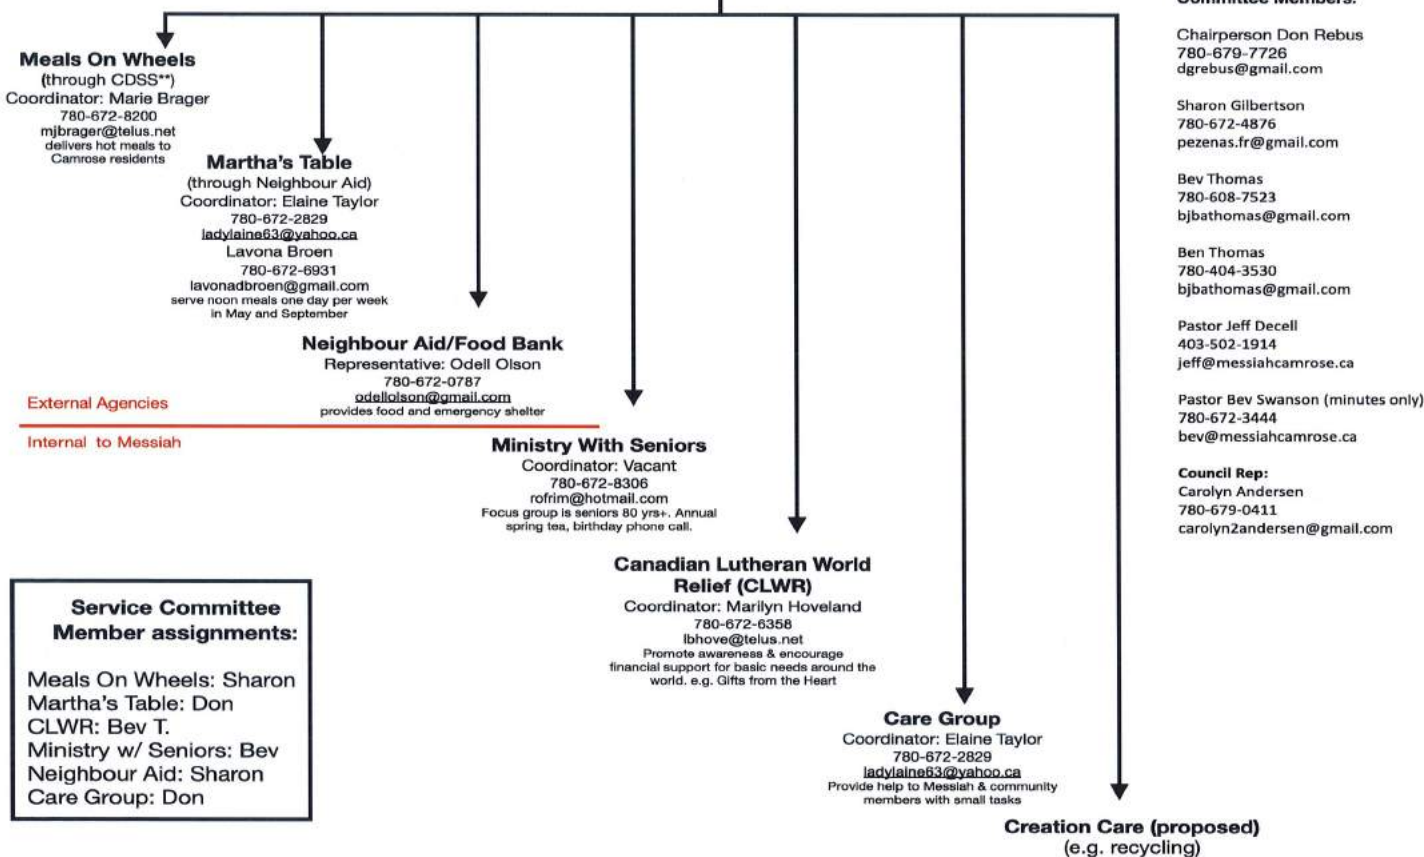 Meals On Wheels
(through CDSS**)
Coordinator: Marie Brager
780-672-8200
mjbrager@telus.net
delivers hot meals to
Camrose residents
Martha's Table
(through Neighbour Aid)
Coordinator: Elaine Taylor
780-672-2829
ladylaine63@yahoo.ca
Lavona Broen
780-672-6931
lavonadbroen@gmail.com
serve noon meals one day per week
in May and September
Neighbour Aid/Food Bank
Representative: Odell Olson
780-672-0787
odellolson@gmail.com
provides food and emergency shelter
External Agencies
Internal to Messiah
Ministry With Seniors
Coordinator: Vacant
780-672-8306
rofrim@hotmail.com
Focus group is seniors 80 yrs+. Annual
spring tea, birthday phone call.
Canadian Lutheran World
Relief (CLWR)
Coordinator: Marilyn Hoveland
780-672-6358
lbhove@telus.net
Promote awareness & encourage
financial support for basic needs around the
world. e.g. Gifts from the Heart
Care Group
Coordinator: Elaine Taylor
780-672-2829
ladylaine63@yahoo.ca
Provide help to Messiah & community
members with small tasks
Creation Care (proposed)
(e.g. recycling)
Service Committee
Member assignments:
Meals On Wheels: Sharon
Martha's Table: Don
CLWR: Bev T.
Ministry w/ Seniors: Bev
Neighbour Aid: Sharon
Care Group: Don
Committee Members:
Chairperson Don Rebus
780-679-7726
dgrebus@gmail.com
Sharon Gilbertson
780-672-4876
pezenas.fr@gmail.com
Bev Thomas
780-608-7523
bjbathomas@gmail.com
Ben Thomas
780-404-3530
bjbathomas@gmail.com
Pastor Jeff Decell
403-502-1914
jeff@messiahcamrose.ca
Pastor Bev Swanson (minutes only)
780-672-3444
bev@messiahcamrose.ca
Council Rep:
Carolyn Andersen
780-679-0411
carolyn2andersen@gmail.com